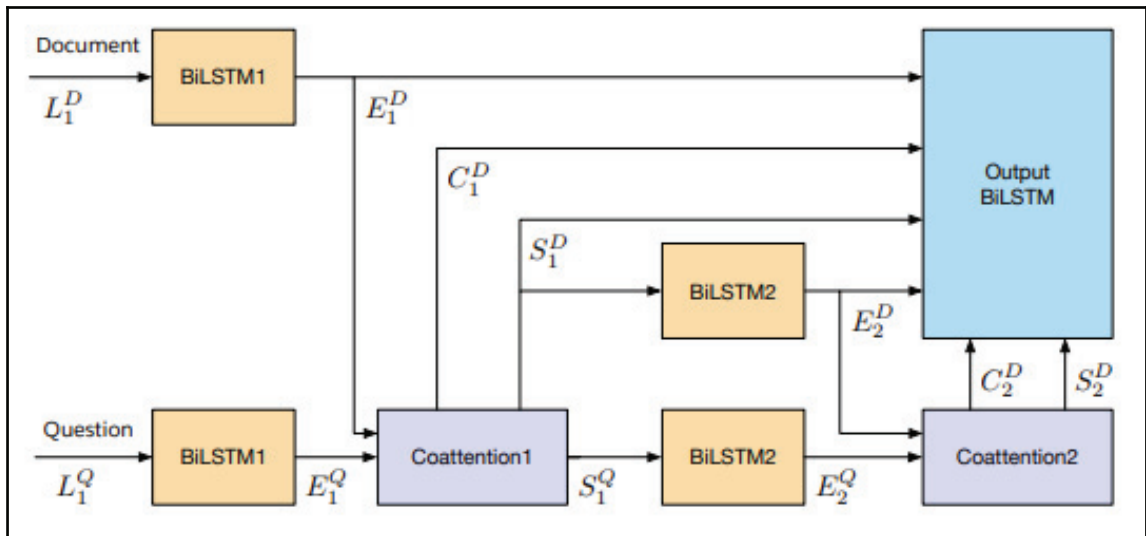 Document
BiLSTM1
L_1^D
E_1^D
C_1^D
Output
BiLSTM
S_1^D
BiLSTM2
E_2^D
C_2^D
S_2^D
Question
BiLSTM1
Coattention1
BiLSTM2
Coattention2
L_1^Q
E_1^Q
S_1^Q
E_2^Q